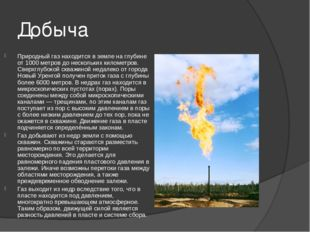 Добыча
Природный газ находится в земле на глубине
от 1000 метров до нескольких километров.
Сверхглубокой скважиной недалеко от города
Новый Уренгой получен приток газа с глубины
более 6000 метров. В недрах газ находится в
микроскопических пустотах (порах). Поры
соединены между собой микроскопическими
каналами — трещинами, по этим каналам газ
поступает из пор с высоким давлением в поры
с более низким давлением до тех пор, пока не
окажется в скважине. Движение газа в пласте
подчиняется определённым законам.
Газ добывают из недр земли с помощью
скважин. Скважины стараются разместить
равномерно по всей территории
месторождения. Это делается для
равномерного падения пластового давления в
залежи. Иначе возможны перетоки газа между
областями месторождения, а также
преждевременное обводнение залежи.
Газ выходит из недр вследствие того, что в
пласте находится под давлением,
многократно превышающем атмосферное.
Таким образом, движущей силой является
разность давлений в пласте и системе сбора.